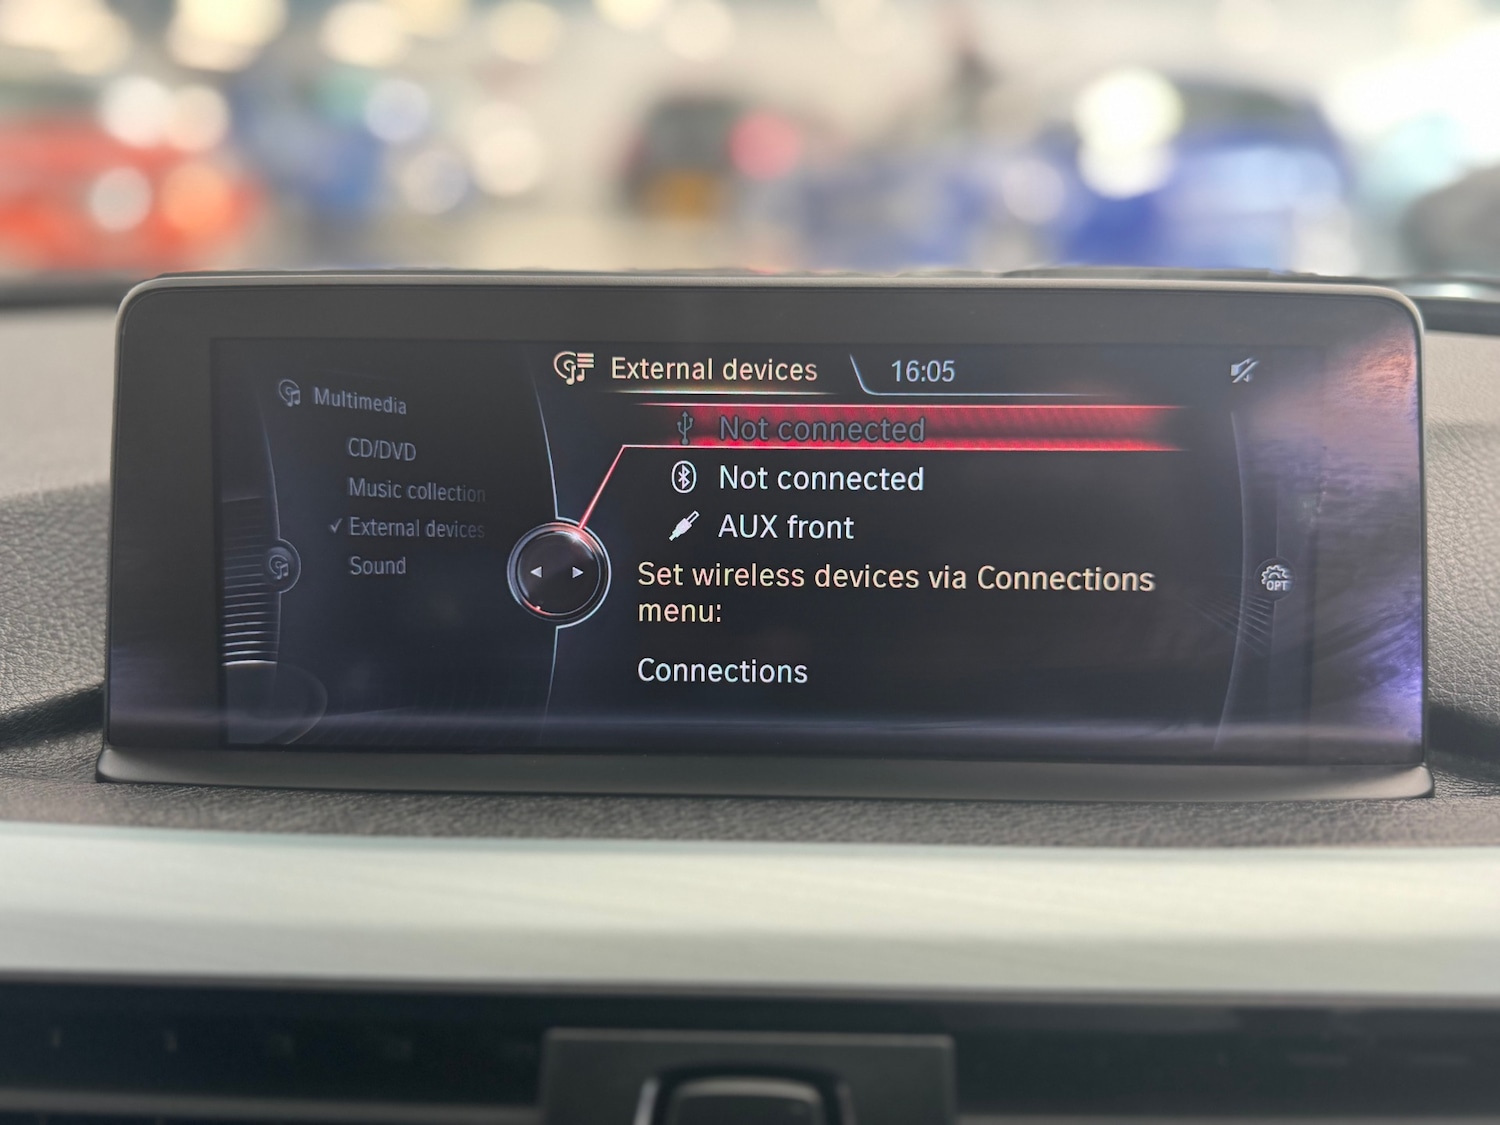 External devices
16:05
Multimedia
CD/DVD
Music collection
External devices
Sound
Not connected
Not connected
AUX front
Set wireless devices via Connections
menu:
Connections
OPT